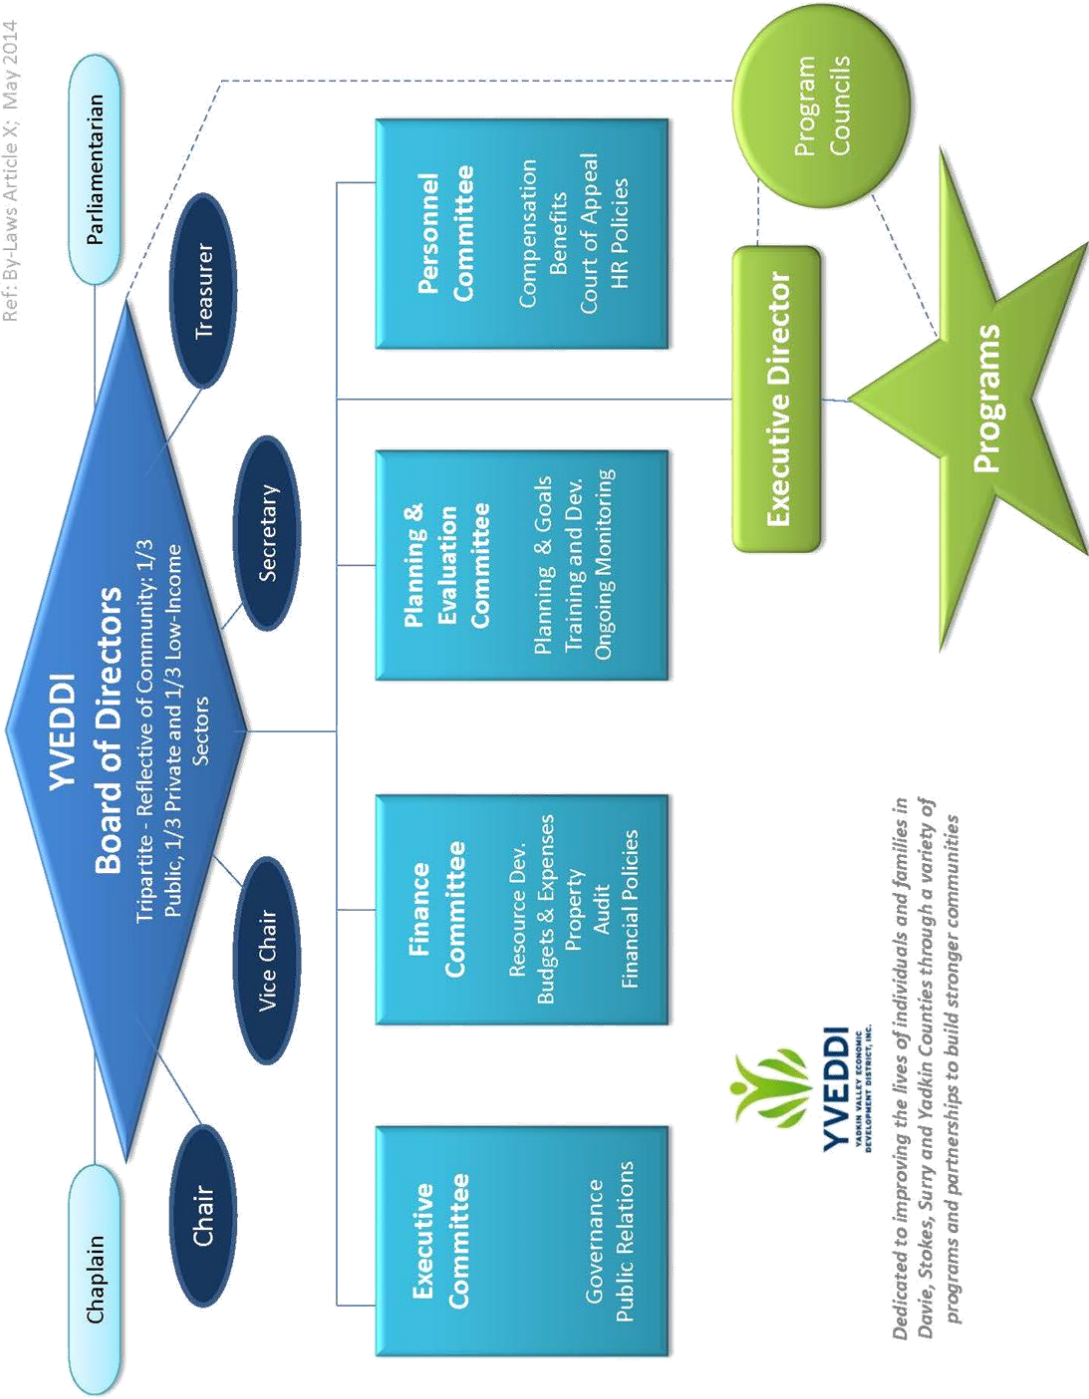 Ref: By-Laws Article X;  May 2014
Chaplain
Parliamentarian
YVEDDI
Board of Directors
Tripartite - Reflective of Community: 1/3
Public, 1/3 Private and 1/3 Low-Income
Sectors
Chair
Vice Chair
Secretary
Treasurer
Executive
Committee
Governance
Public Relations
Finance
Committee
Resource Dev.
Budgets & Expenses
Property
Audit
Financial Policies
Planning &
Evaluation
Committee
Planning  & Goals
Training and Dev.
Ongoing Monitoring
Personnel
Committee
Compensation
Benefits
Court of Appeal
HR Policies
Executive Director
Program
Councils
Programs
YVEDDI
YADKIN VALLEY ECONOMIC
DEVELOPMENT DISTRICT, INC.
Dedicated to improving the lives of individuals and families in
Davie, Stokes, Surry and Yadkin Counties through a variety of
programs and partnerships to build stronger communities